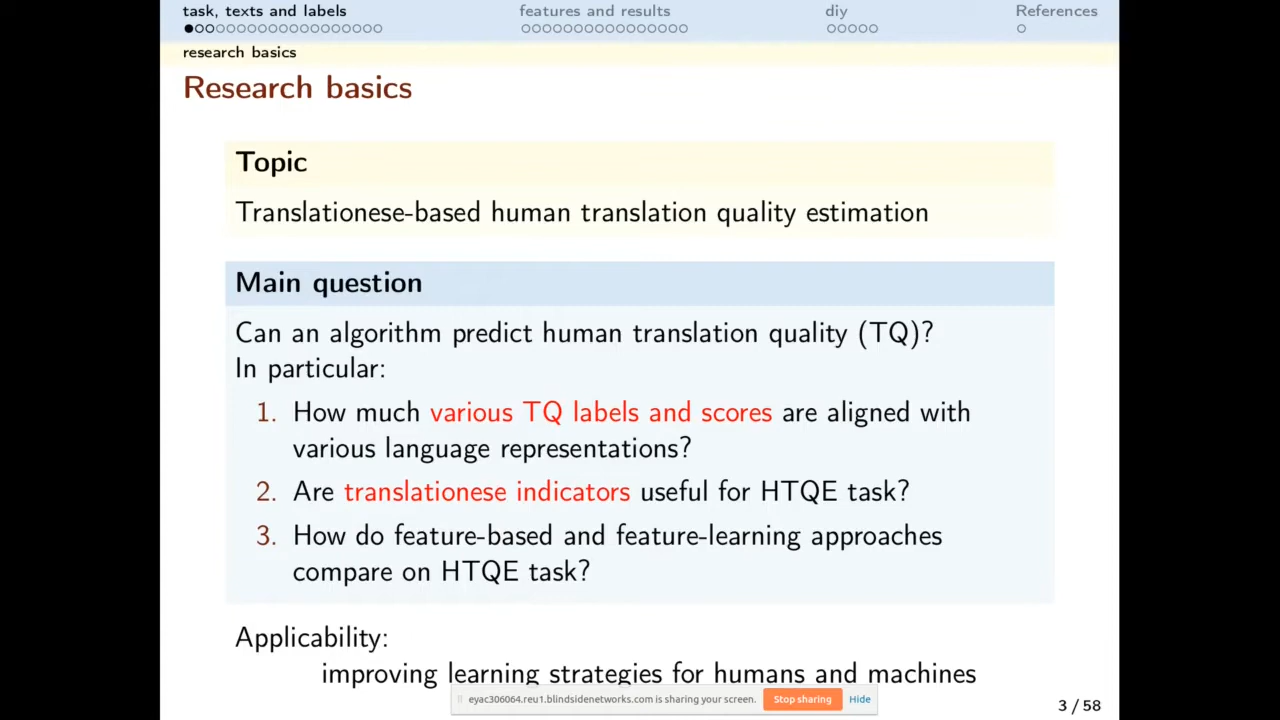 task, texts and labels features and results diy References
research basics
Research basics
Topic
Translationese-based human translation quality estimation
Main question
Can an algorithm predict human translation quality (TQ)?
In particular:
1. How much various TQ labels and scores are aligned with
various language representations?
2. Are translationese indicators useful for HTQE task?
3. How do feature-based and feature-learning approaches
compare on HTQE task?
Applicability:
improving learning strategies for humans and machines
eyac306064.reu1.blindsidenetworks.com is sharing your screen. Stop sharing Hide
3 / 58